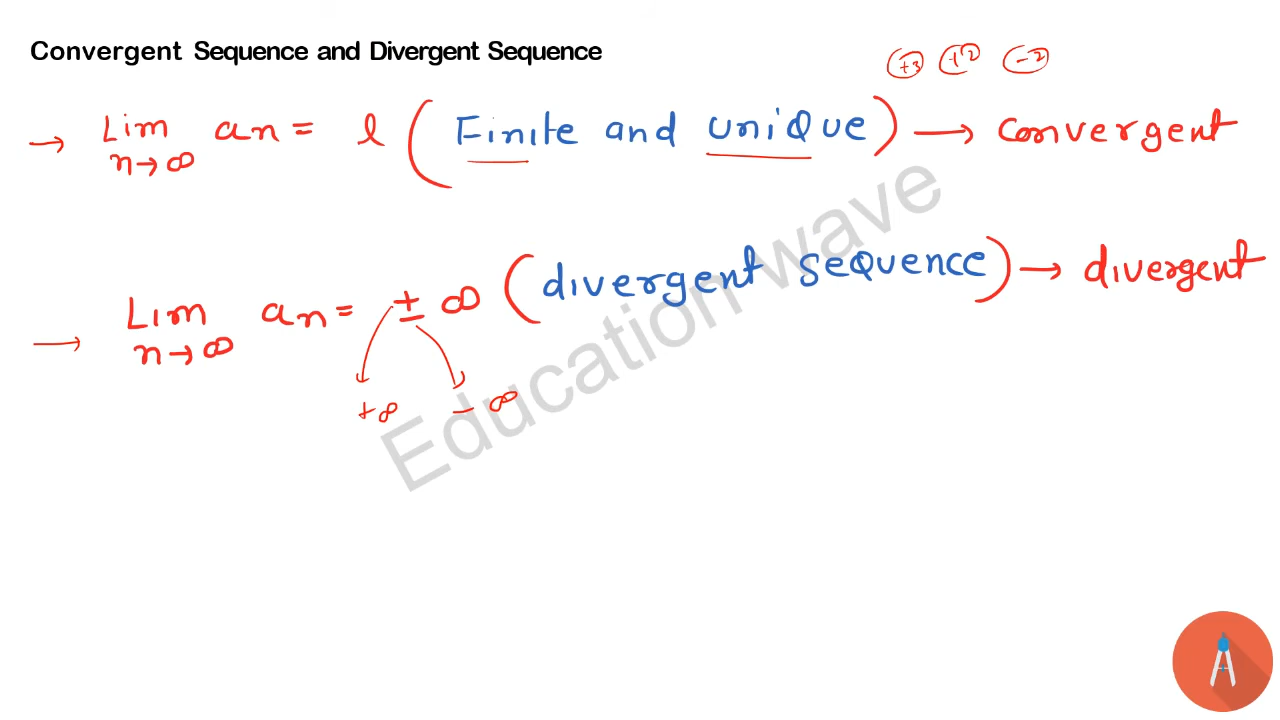 Convergent Sequence and Divergent Sequence
+3 +2 -2
→ Lim n→∞ an = l (Finite and unique) → convergent
→ Lim n→∞ an = ± ∞ (divergent sequence) → divergent
+∞ - ∞
Education wave